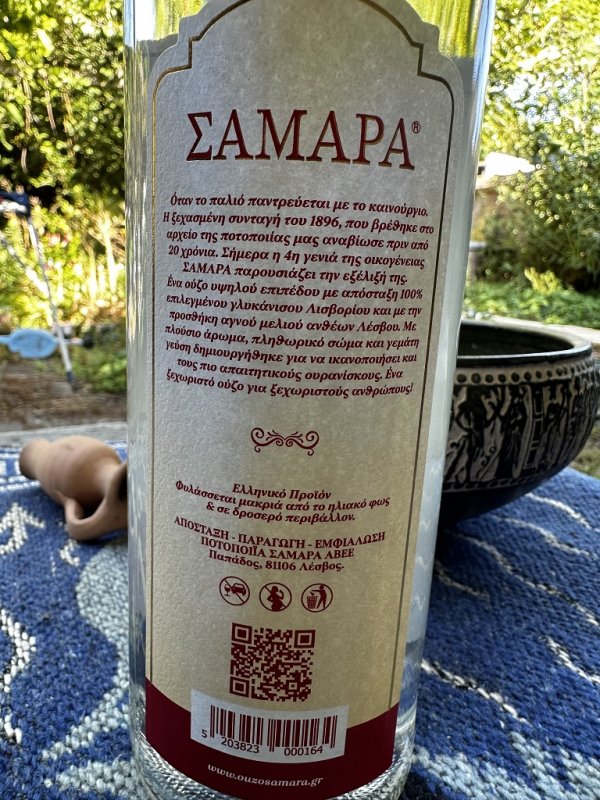 ΣΑΜΑΡΑ®
Όταν το παλιό παντρεύεται με το καινούργιο.
Η ξεχασμένη συνταγή του 1896, που βρέθηκε στο
αρχείο της ποτοποιίας μας αναβίωσε πριν από
20 χρόνια. Σήμερα η 4η γενιά της οικογένειας
ΣΑΜΑΡΑ παρουσιάζει την εξέλιξή της.
Ένα ούζο υψηλού επιπέδου με απόσταξη 100%
επιλεγμένου γλυκάνισου Λισβορίου και με την
προσθήκη αγνού μελιού ανθέων Λέσβου. Με
πλούσιο άρωμα, πληθωρικό σώμα και γεμάτη
γεύση δημιουργήθηκε για να ικανοποιήσει και
τους πιο απαιτητικούς ουρανίσκους. Ένα
ξεχωριστό ούζο για ξεχωριστούς ανθρώπους!
Ελληνικό Προϊόν
Φυλάσσεται μακριά από το ηλιακό φως
& σε δροσερό περιβάλλον.
ΑΠΟΣΤΑΞΗ - ΠΑΡΑΓΩΓΗ - ΕΜΦΙΑΛΩΣΗ
ΠΟΤΟΠΟΙΪΑ ΣΑΜΑΡΑ ΑΒΕΕ
Παπάδος, 81106 Λέσβος.
5 203823 000164
www.ouzosamara.gr